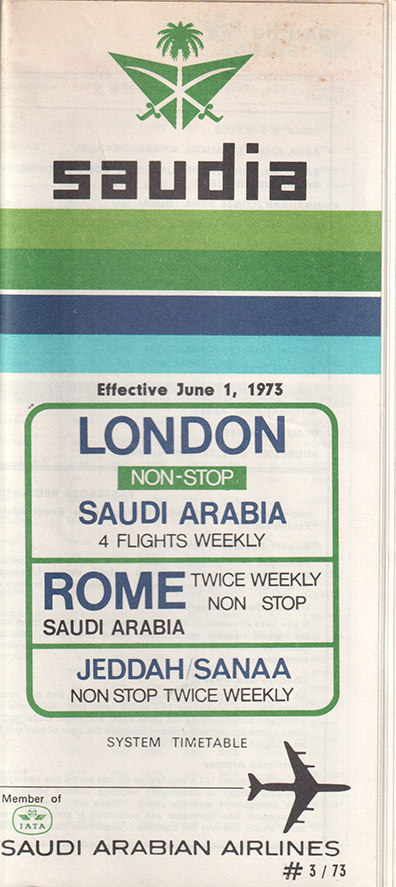 saudia
Effective June 1, 1973
LONDON
NON-STOP
SAUDI ARABIA
4 FLIGHTS WEEKLY
ROME TWICE WEEKLY
NON STOP
SAUDI ARABIA
JEDDAH/SANAA
NON STOP TWICE WEEKLY
SYSTEM TIMETABLE
Member of
IATA
SAUDI ARABIAN AIRLINES
# 3 / 73